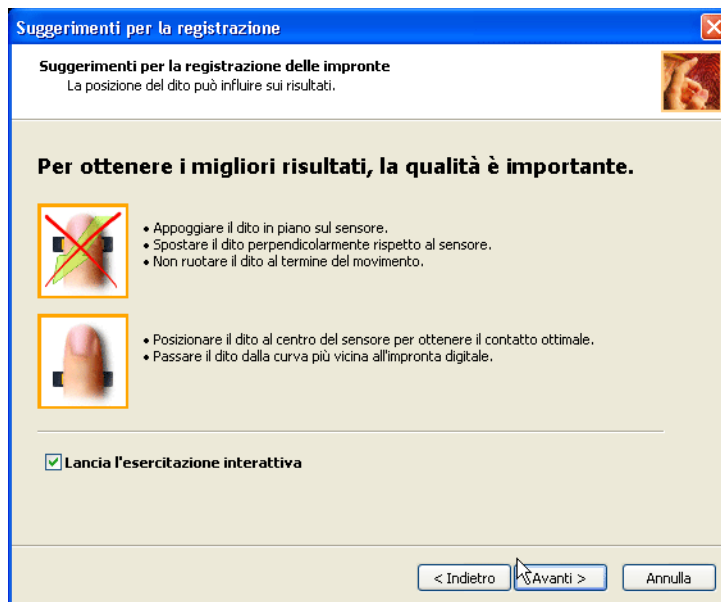 Suggerimenti per la registrazione
Suggerimenti per la registrazione delle impronte
La posizione del dito può influire sui risultati.
Per ottenere i migliori risultati, la qualità è importante.
• Appoggiare il dito in piano sul sensore.
• Spostare il dito perpendicolarmente rispetto al sensore.
• Non ruotare il dito al termine del movimento.
• Posizionare il dito al centro del sensore per ottenere il contatto ottimale.
• Passare il dito dalla curva più vicina all'impronta digitale.
Lancia l'esercitazione interattiva
< Indietro
Avanti >
Annulla